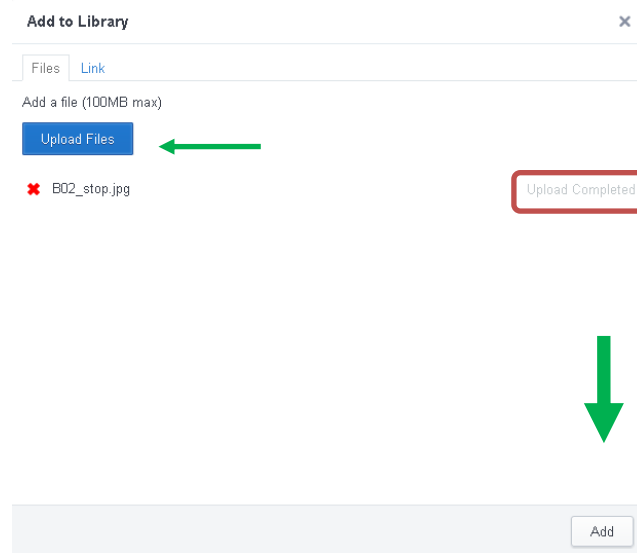 Add to Library
Files Link
Add a file (100MB max)
Upload Files
B02_stop.jpg Upload Completed
Add